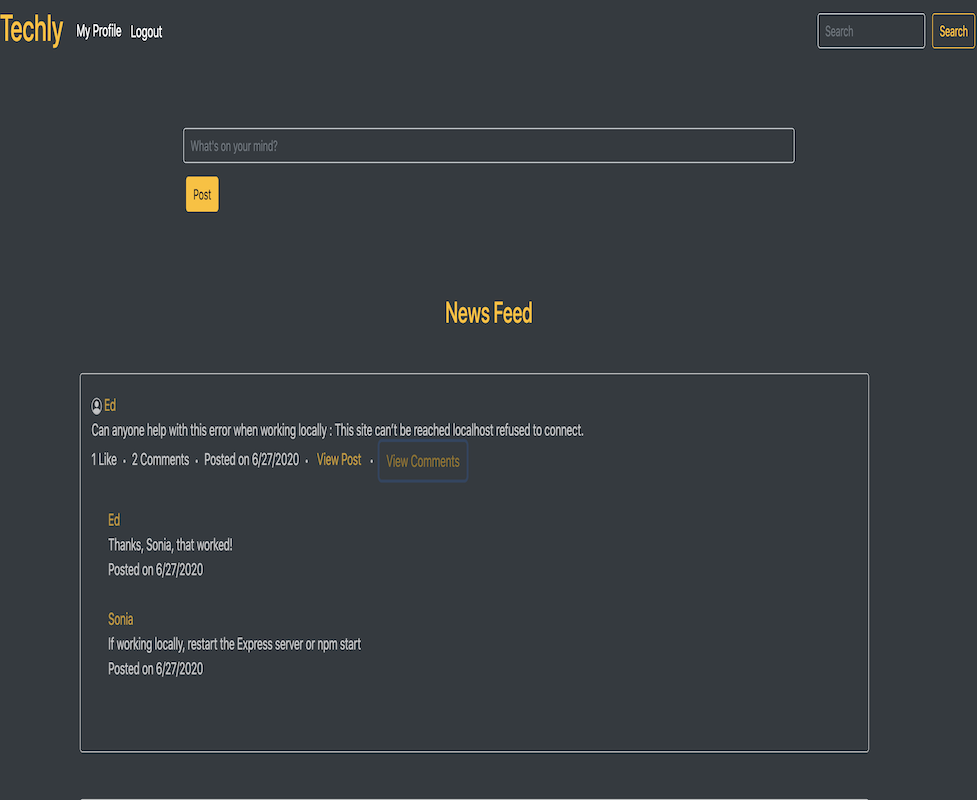 Techly My Profile Logout Search Search
What's on your mind?
Post
News Feed
Ed
Can anyone help with this error when working locally : This site can’t be reached localhost refused to connect.
1 Like · 2 Comments · Posted on 6/27/2020 · View Post · View Comments
Ed
Thanks, Sonia, that worked!
Posted on 6/27/2020
Sonia
If working locally, restart the Express server or npm start
Posted on 6/27/2020